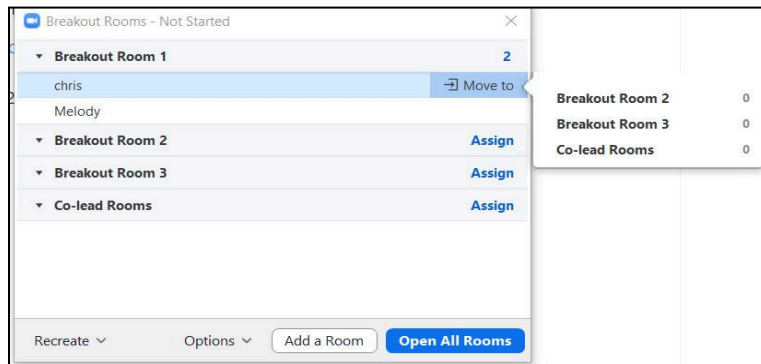 Breakout Rooms - Not Started
Breakout Room 1 2
chris Move to
Melody
Breakout Room 2 Assign
Breakout Room 3 Assign
Co-lead Rooms Assign
Recreate Options Add a Room Open All Rooms
Breakout Room 2 0
Breakout Room 3 0
Co-lead Rooms 0